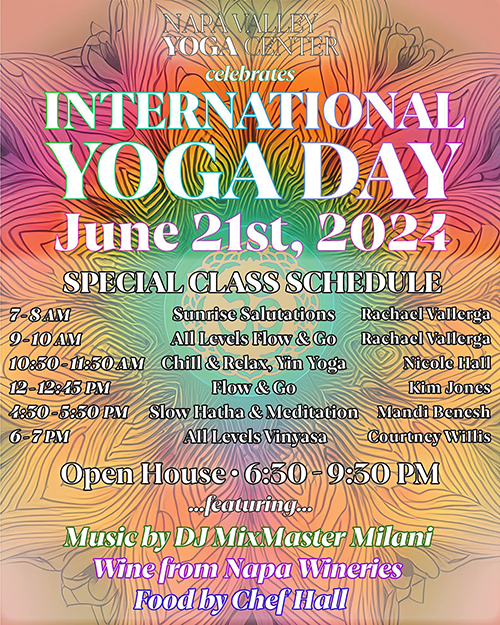 NAPA VALLEY
YOGA CENTER
celebrates
INTERNATIONAL
YOGA DAY
June 21st, 2024
SPECIAL CLASS SCHEDULE
7-8 AM Sunrise Salutations Rachael Vallerga
9-10 AM All Levels Flow & Go Rachael Vallerga
10:30-11:30 AM Chill & Relax, Yin Yoga Nicole Hall
12-12:45 PM Flow & Go Kim Jones
4:30-5:30 PM Slow Hatha & Meditation Mandi Benesh
6-7 PM All Levels Vinyasa Courtney Willis
Open House • 6:30 - 9:30 PM
...featuring...
Music by DJ MixMaster Milani
Wine from Napa Wineries
Food by Chef Hall